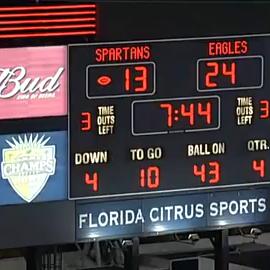 SPARTANS EAGLES
13 24
Bud
3 TIME OUTS LEFT 7:44 TIME OUTS LEFT 3
DOWN TO GO BALL ON QTR.
4 10 43 4
CHAMPS
FLORIDA CITRUS SPORTS